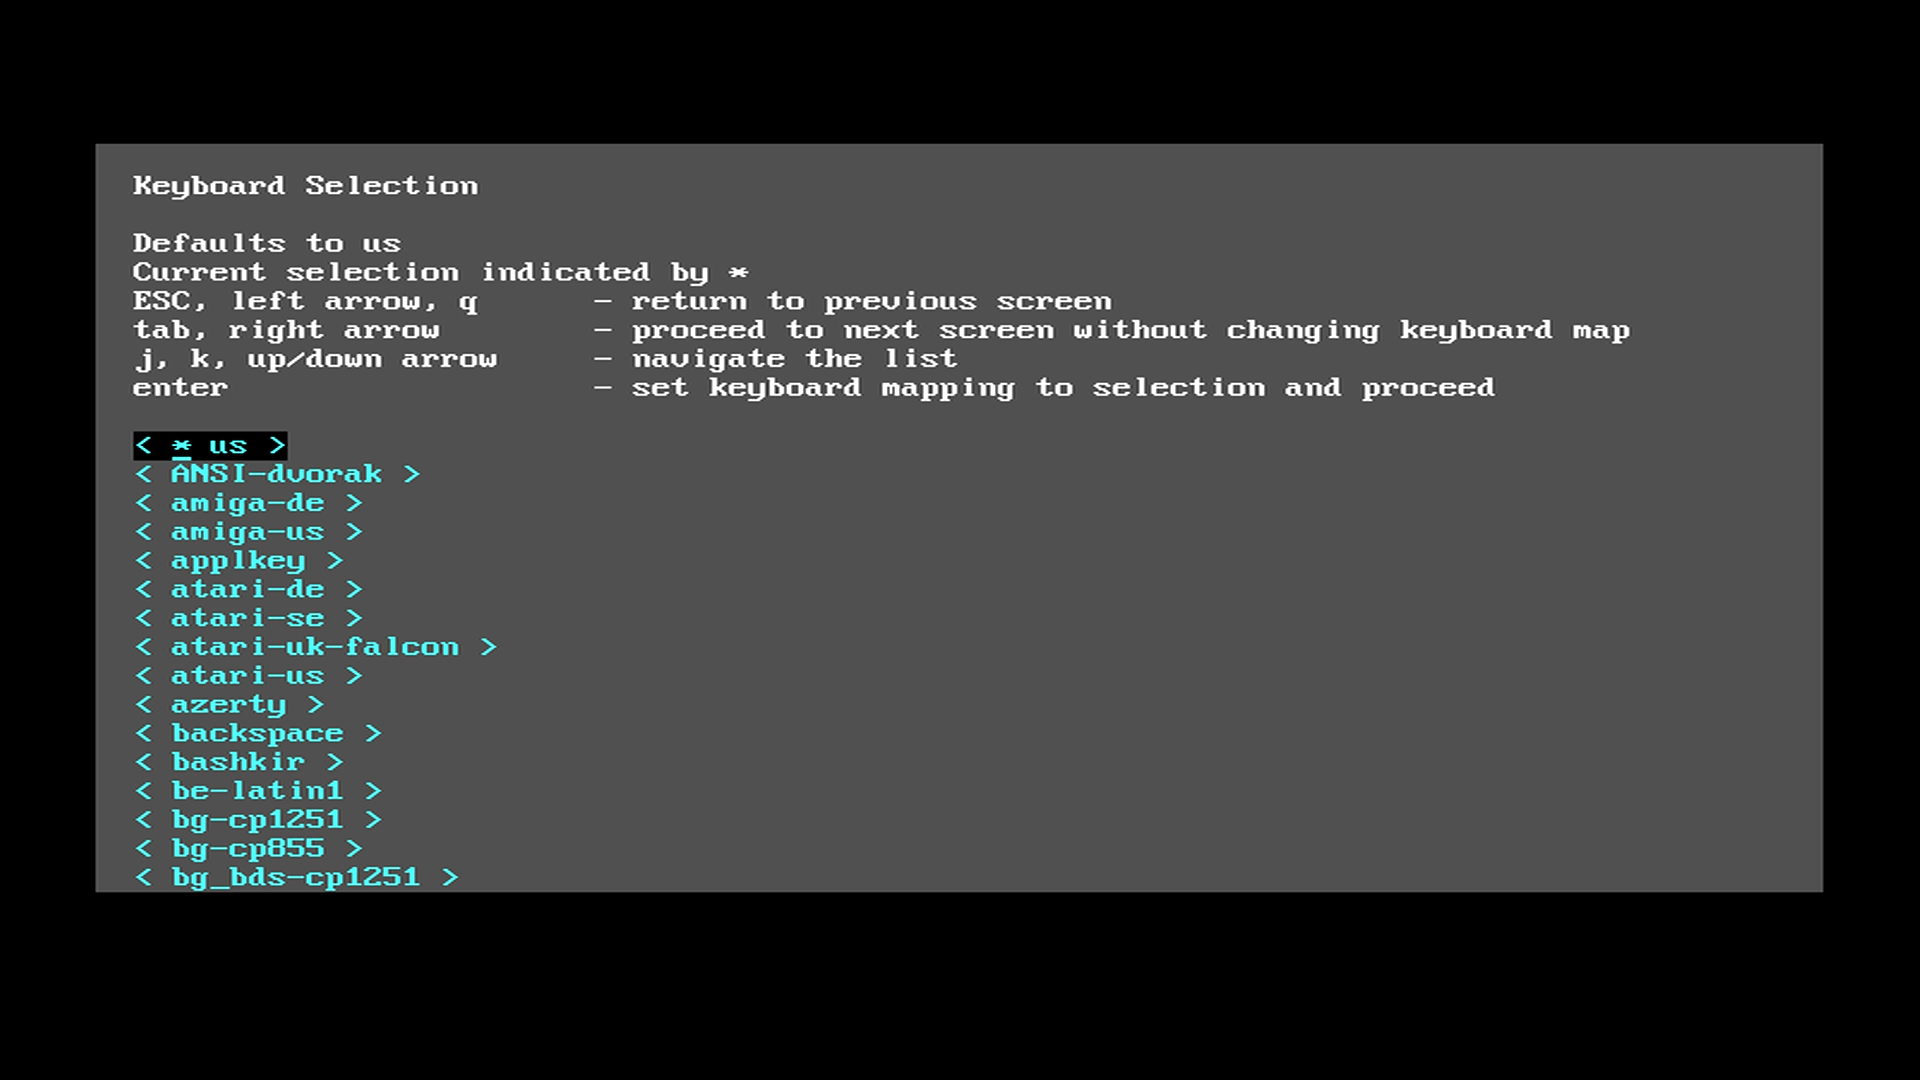 Keyboard Selection
Defaults to us
Current selection indicated by *
ESC, left arrow, q      - return to previous screen
tab, right arrow        - proceed to next screen without changing keyboard map
j, k, up/down arrow     - navigate the list
enter                   - set keyboard mapping to selection and proceed
< * us >
< ANSI-dvorak >
< amiga-de >
< amiga-us >
< applkey >
< atari-de >
< atari-se >
< atari-uk-falcon >
< atari-us >
< azerty >
< backspace >
< bashkir >
< be-latin1 >
< bg-cp1251 >
< bg-cp855 >
< bg_bds-cp1251 >